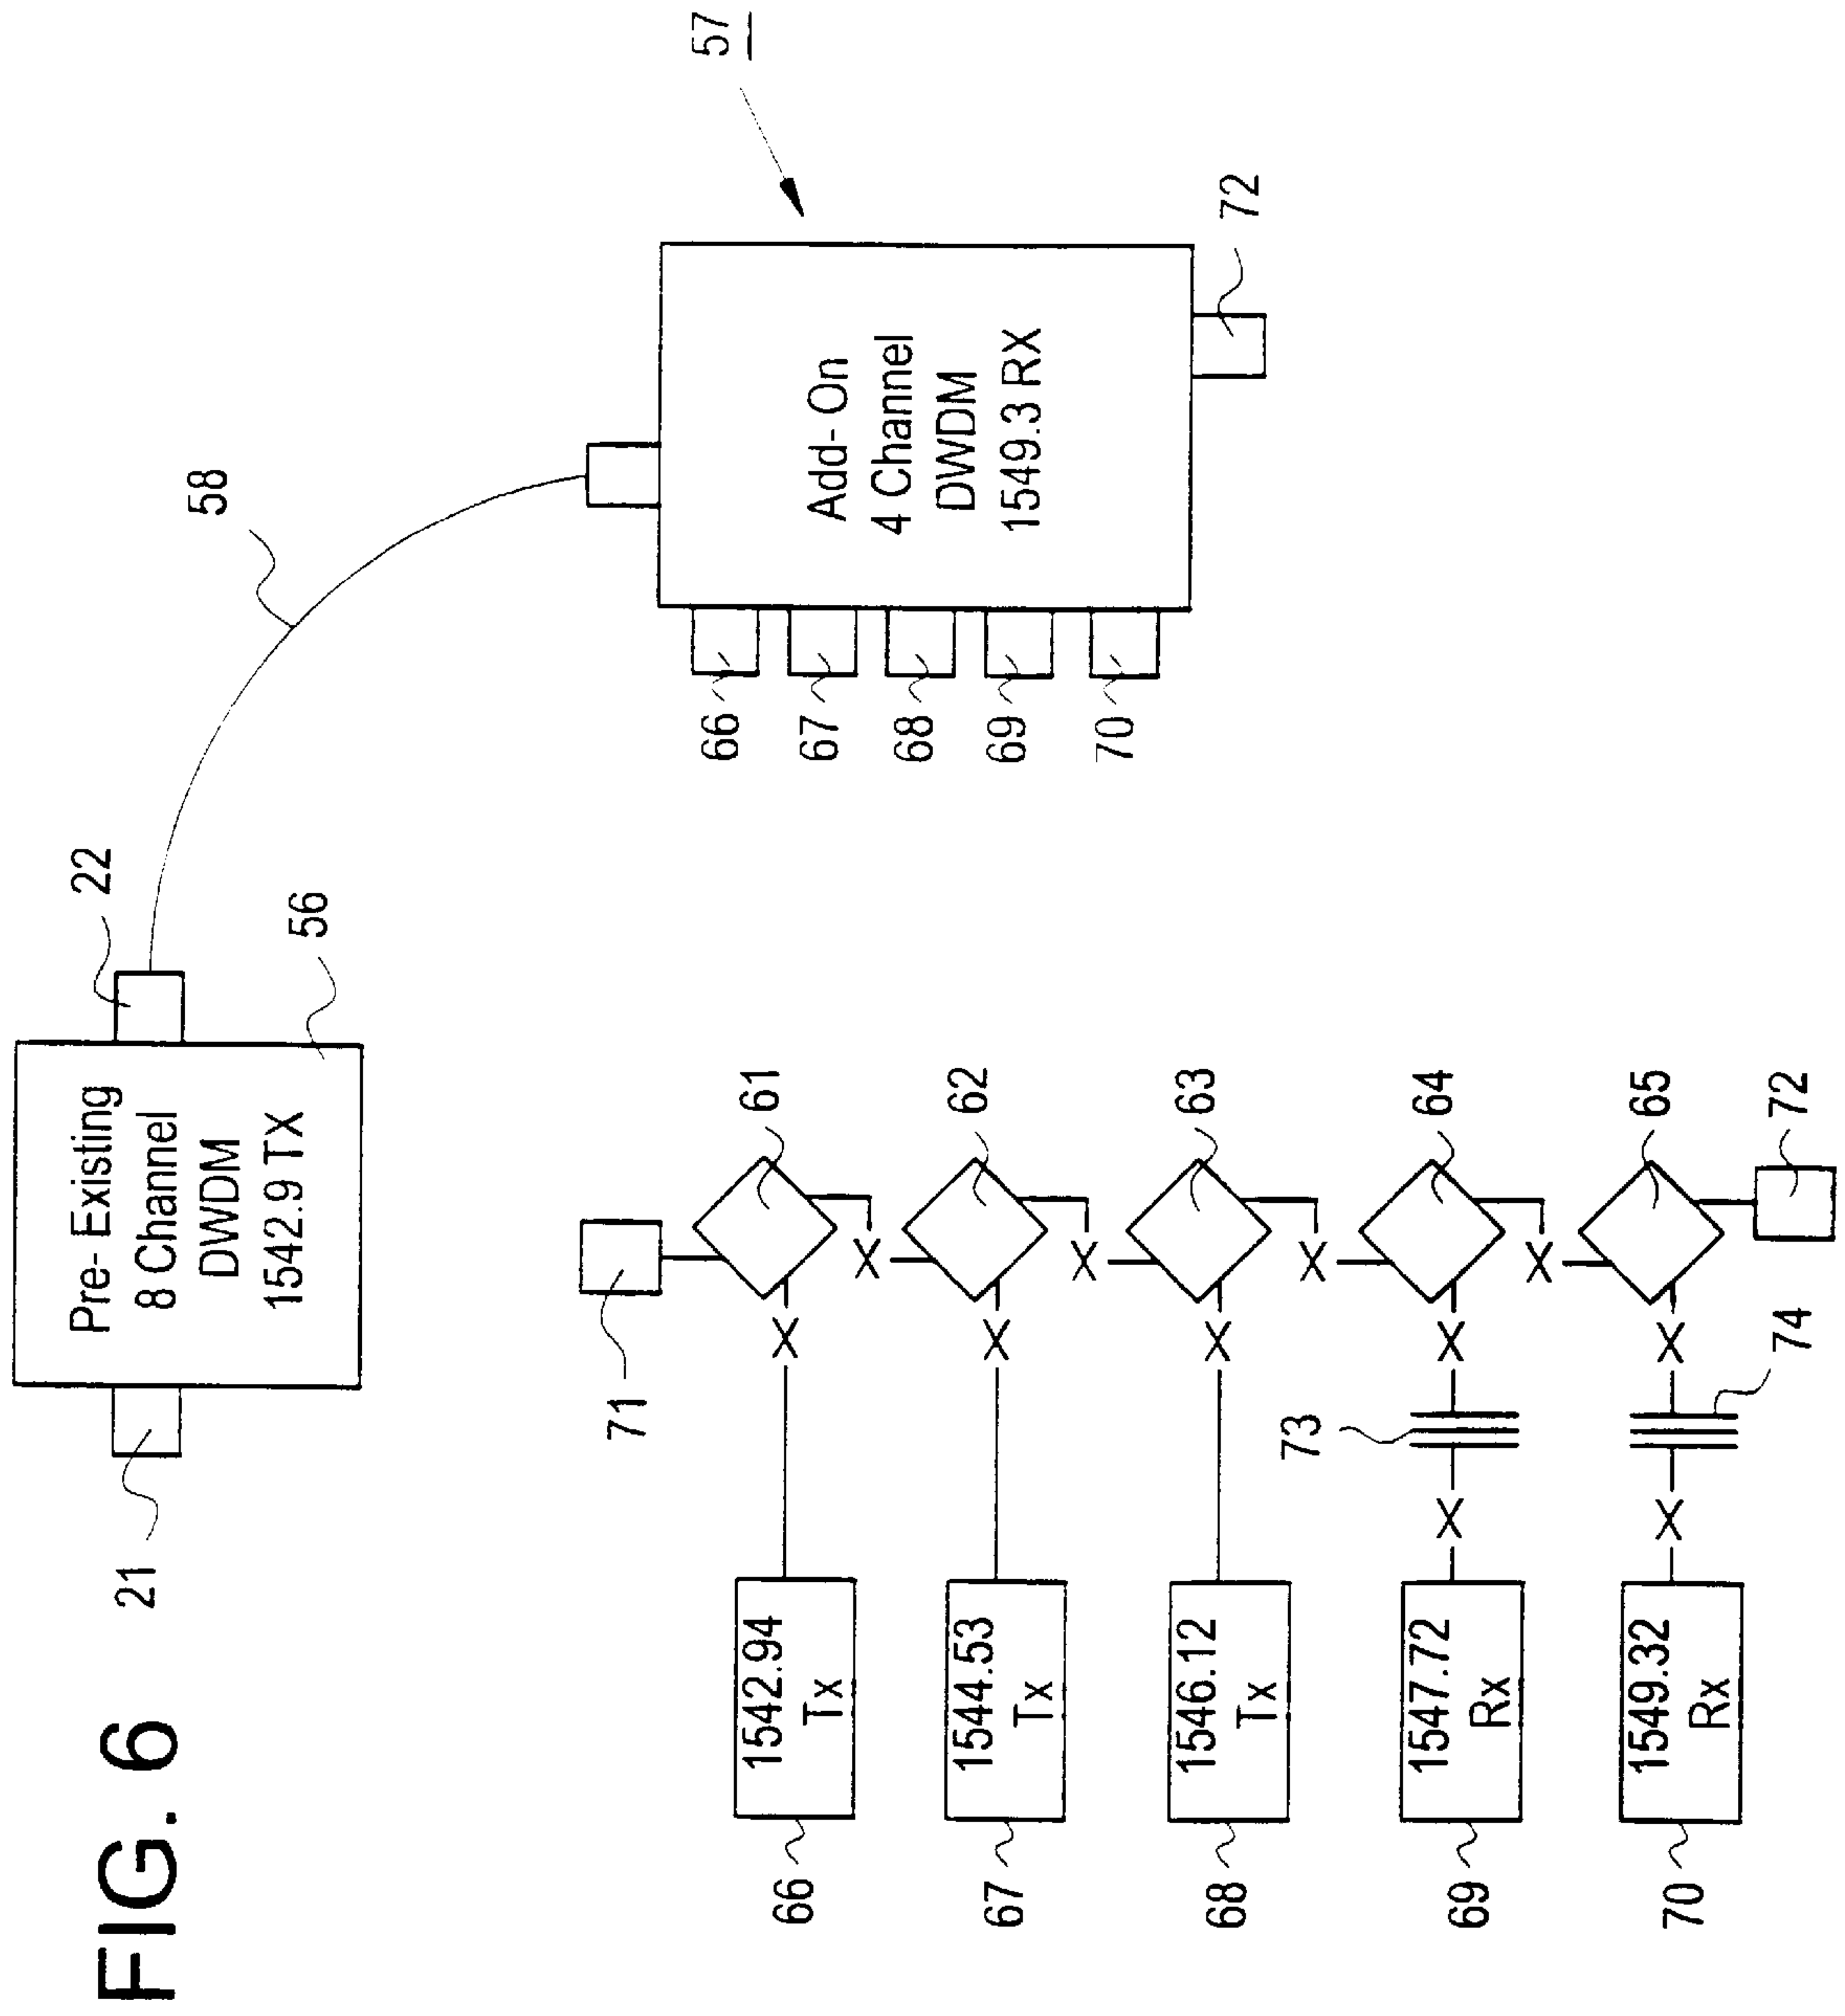 FIG. 6
21
Pre- Existing
8 Channel
DWDM
1542.9 TX
22
56
58
57
Add- On
4 Channel
DWDM
1549.3 RX
66
67
68
69
70
72
71
66
1542.94
Tx
X
X
61
67
1544.53
Tx
X
X
62
68
1546.12
Tx
X
X
63
69
1547.72
Rx
X
73
X
X
64
70
1549.32
Rx
X
74
X
65
72